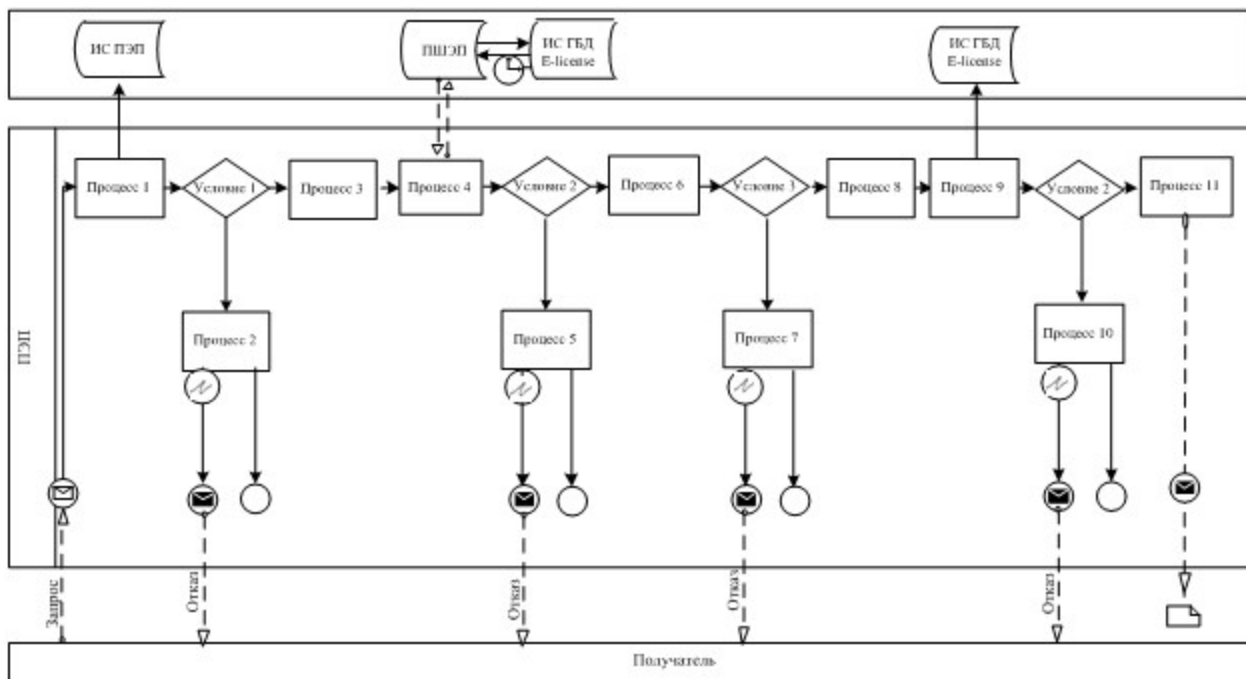 ИС ПЭП
ПШЭП
ИС ГБД
E-license
ИС ГБД
E-license
Процесс 1
Условие 1
Процесс 3
Процесс 4
Условие 2
Процесс 6
Условие 3
Процесс 8
Процесс 9
Условие 2
Процесс 11
Процесс 2
Процесс 5
Процесс 7
Процесс 10
Запрос
Отказ
Отказ
Отказ
Отказ
Получатель